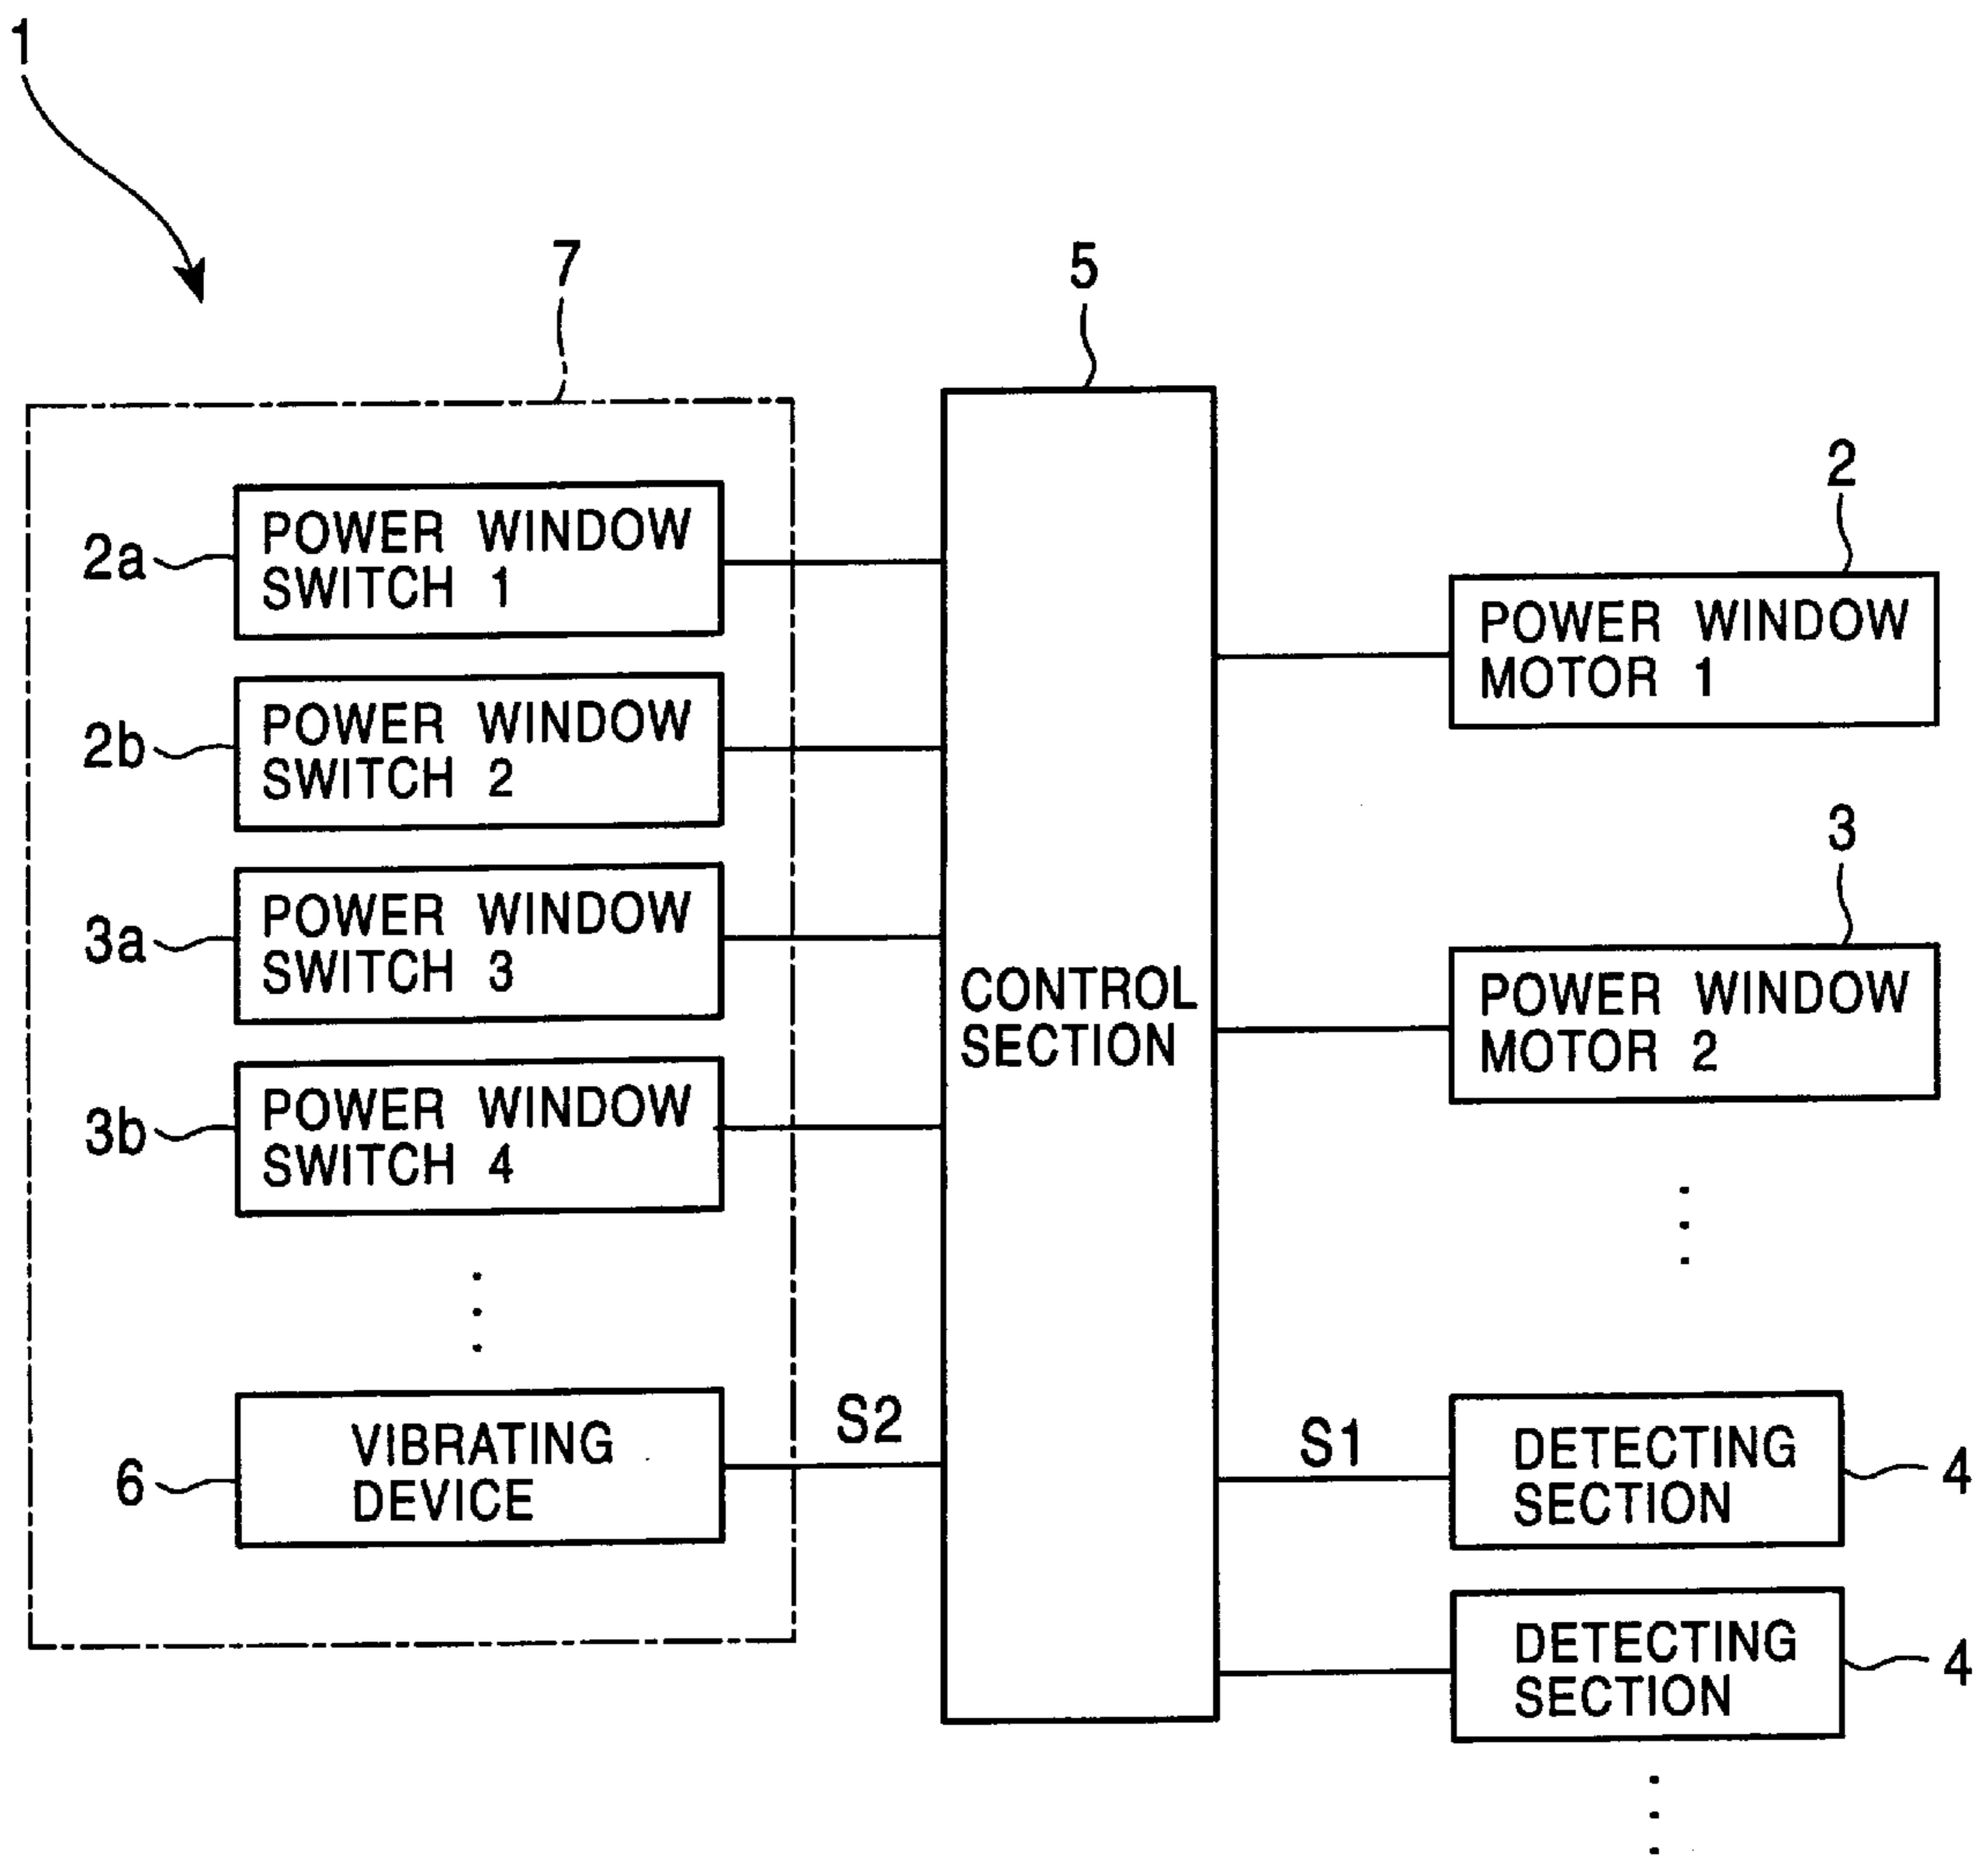 1
7
5
2a
POWER WINDOW
SWITCH 1
2b
POWER WINDOW
SWITCH 2
3a
POWER WINDOW
SWITCH 3
3b
POWER WINDOW
SWITCH 4
6
VIBRATING
DEVICE
S2
CONTROL
SECTION
2
POWER WINDOW
MOTOR 1
3
POWER WINDOW
MOTOR 2
S1
DETECTING
SECTION
4
DETECTING
SECTION
4